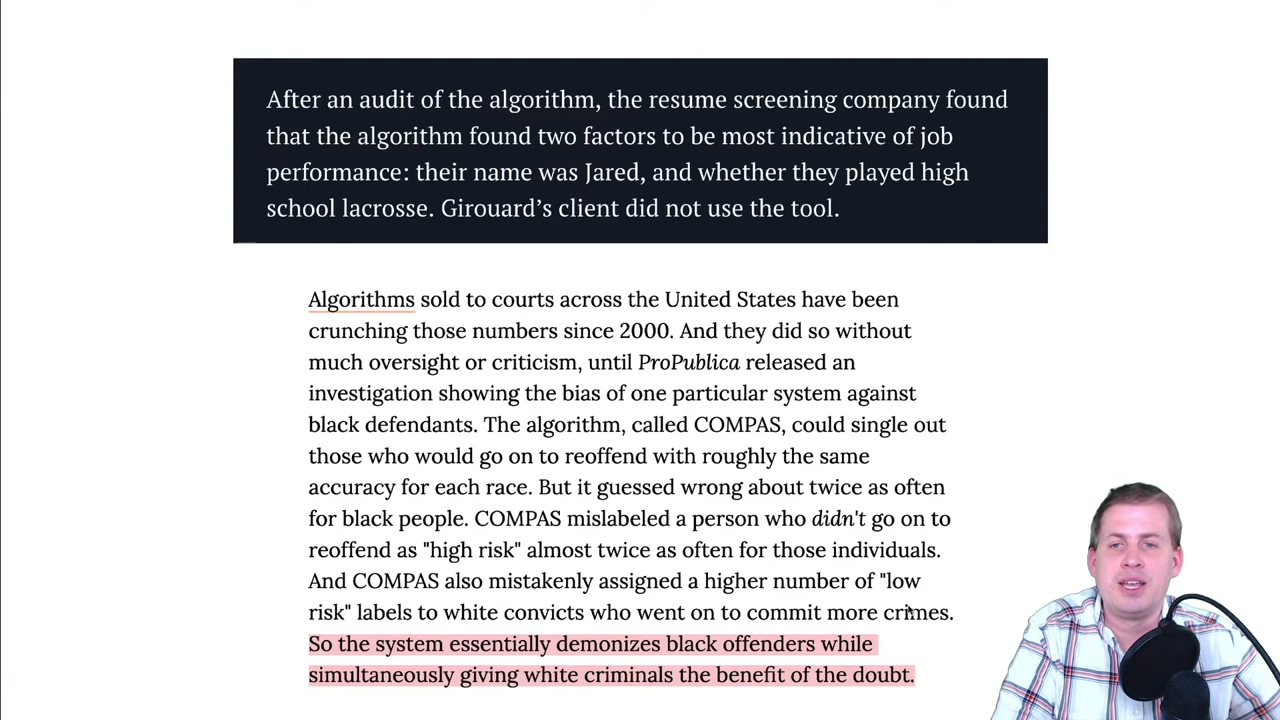 After an audit of the algorithm, the resume screening company found
that the algorithm found two factors to be most indicative of job
performance: their name was Jared, and whether they played high
school lacrosse. Girouard’s client did not use the tool.
Algorithms sold to courts across the United States have been
crunching those numbers since 2000. And they did so without
much oversight or criticism, until ProPublica released an
investigation showing the bias of one particular system against
black defendants. The algorithm, called COMPAS, could single out
those who would go on to reoffend with roughly the same
accuracy for each race. But it guessed wrong about twice as often
for black people. COMPAS mislabeled a person who didn't go on to
reoffend as "high risk" almost twice as often for those individuals.
And COMPAS also mistakenly assigned a higher number of "low
risk" labels to white convicts who went on to commit more crimes.
So the system essentially demonizes black offenders while
simultaneously giving white criminals the benefit of the doubt.